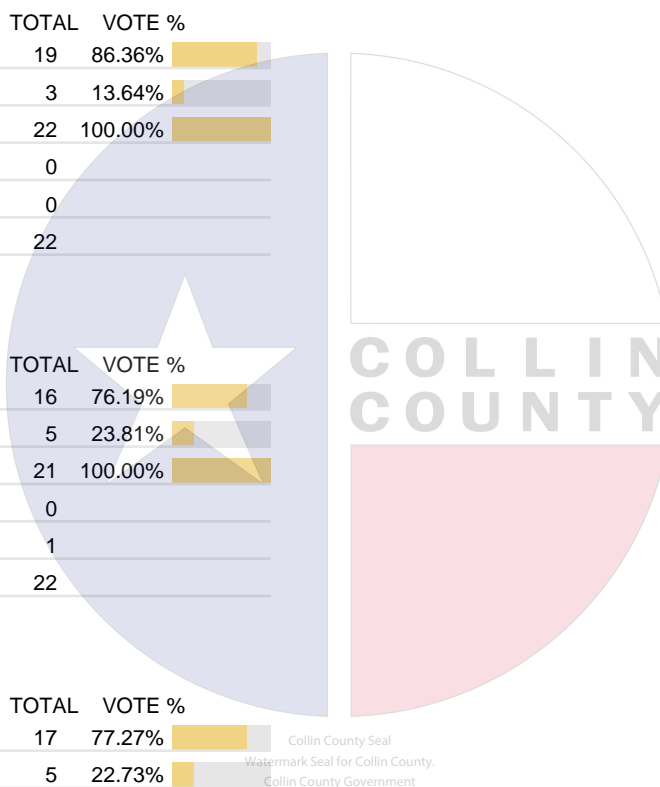 TOTAL VOTE %
19 86.36%
3 13.64%
22 100.00%
0
0
22
COLLIN
COUNTY
TOTAL VOTE %
16 76.19%
5 23.81%
21 100.00%
0
1
22
TOTAL VOTE %
17 77.27%
5 22.73%
Collin County Seal
Watermark Seal for Collin County.
Collin County Government